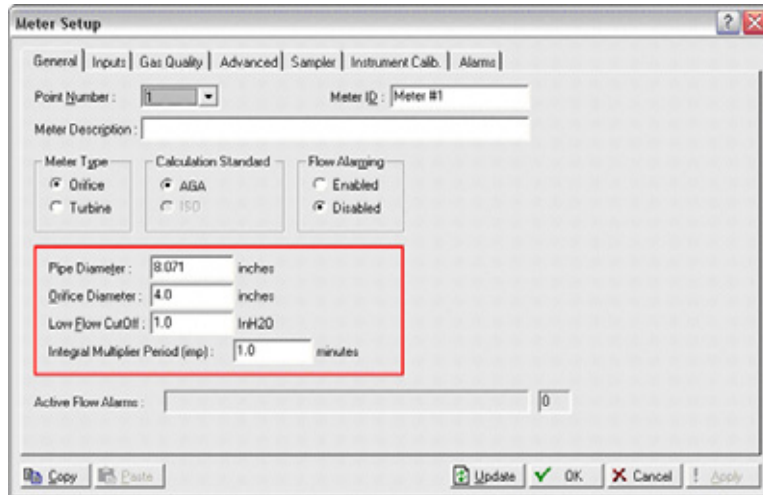 Meter Setup
General Inputs Gas Quality Advanced Sampler Instrument Calib. Alarms
Point Number : 1 Meter ID : Meter #1
Meter Description :
Meter Type Calculation Standard Flow Alarming
Orifice AGA Enabled
Turbine ISO Disabled
Pipe Diameter : 8.071 inches
Orifice Diameter : 4.0 inches
Low Flow CutOff : 1.0 InH2O
Integral Multiplier Period (imp) : 1.0 minutes
Active Flow Alarms : 0
Copy Paste Update OK Cancel ! Apply